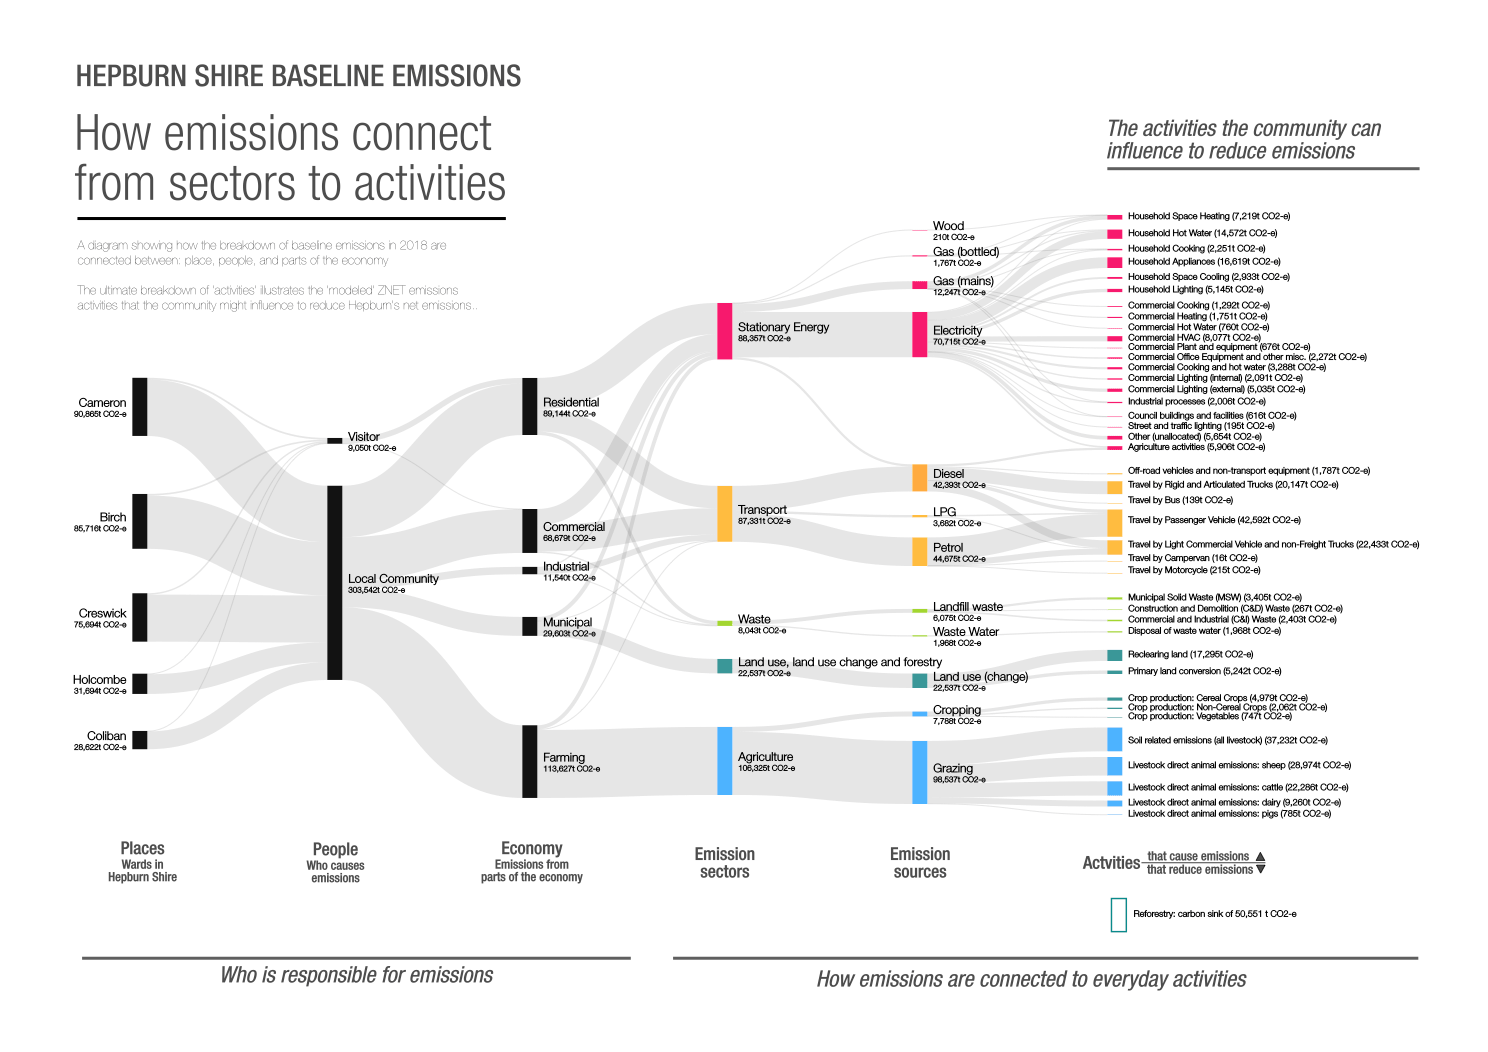 HEPBURN SHIRE BASELINE EMISSIONS
How emissions connect
from sectors to activities
A diagram showing how the breakdown of baseline emissions in 2018 are
connected between: place, people, and parts of the economy
The ultimate breakdown of 'activities' illustrates the 'modeled' ZNET emissions
activities that the community might influence to reduce Hepburn's net emissions..
The activities the community can
influence to reduce emissions
Cameron
90,865t CO2-e
Birch
85,716t CO2-e
Creswick
75,694t CO2-e
Holcombe
31,694t CO2-e
Coliban
28,622t CO2-e
Visitor
9,050t CO2-e
Local Community
303,542t CO2-e
Residential
89,144t CO2-e
Commercial
68,679t CO2-e
Industrial
11,540t CO2-e
Municipal
29,603t CO2-e
Farming
113,627t CO2-e
Stationary Energy
88,357t CO2-e
Transport
87,331t CO2-e
Waste
8,043t CO2-e
Land use, land use change and forestry
22,537t CO2-e
Agriculture
106,325t CO2-e
Wood
210t CO2-e
Gas (bottled)
1,767t CO2-e
Gas (mains)
12,247t CO2-e
Electricity
70,715t CO2-e
Diesel
42,393t CO2-e
LPG
3,682t CO2-e
Petrol
44,675t CO2-e
Landfill waste
6,075t CO2-e
Waste Water
1,968t CO2-e
Land use (change)
22,537t CO2-e
Cropping
7,788t CO2-e
Grazing
98,537t CO2-e
Household Space Heating (7,219t CO2-e)
Household Hot Water (14,572t CO2-e)
Household Cooking (2,251t CO2-e)
Household Appliances (16,619t CO2-e)
Household Space Cooling (2,933t CO2-e)
Household Lighting (5,145t CO2-e)
Commercial Cooking (1,292t CO2-e)
Commercial Heating (1,751t CO2-e)
Commercial Hot Water (760t CO2-e)
Commercial HVAC (8,077t CO2-e)
Commercial Plant and equipment (676t CO2-e)
Commercial Office Equipment and other misc. (2,272t CO2-e)
Commercial Cooking and hot water (3,288t CO2-e)
Commercial Lighting (internal) (2,091t CO2-e)
Commercial Lighting (external) (5,035t CO2-e)
Industrial processes (2,006t CO2-e)
Council buildings and facilities (616t CO2-e)
Street and traffic lighting (195t CO2-e)
Other (unallocated) (5,654t CO2-e)
Agriculture activities (5,906t CO2-e)
Off-road vehicles and non-transport equipment (1,787t CO2-e)
Travel by Rigid and Articulated Trucks (20,147t CO2-e)
Travel by Bus (139t CO2-e)
Travel by Passenger Vehicle (42,592t CO2-e)
Travel by Light Commercial Vehicle and non-Freight Trucks (22,433t CO2-e)
Travel by Campervan (16t CO2-e)
Travel by Motorcycle (215t CO2-e)
Municipal Solid Waste (MSW) (3,405t CO2-e)
Construction and Demolition (C&D) Waste (267t CO2-e)
Commercial and Industrial (C&I) Waste (2,403t CO2-e)
Disposal of waste water (1,968t CO2-e)
Reclearing land (17,295t CO2-e)
Primary land conversion (5,242t CO2-e)
Crop production: Cereal Crops (4,979t CO2-e)
Crop production: Non-Cereal Crops (2,062t CO2-e)
Crop production: Vegetables (747t CO2-e)
Soil related emissions (all livestock) (37,232t CO2-e)
Livestock direct animal emissions: sheep (28,974t CO2-e)
Livestock direct animal emissions: cattle (22,286t CO2-e)
Livestock direct animal emissions: dairy (9,260t CO2-e)
Livestock direct animal emissions: pigs (785t CO2-e)
Places
Wards in
Hepburn Shire
People
Who causes
emissions
Economy
Emissions from
parts of the economy
Emission
sectors
Emission
sources
Actvities
that cause emissions
that reduce emissions
Reforestry: carbon sink of 50,551 t CO2-e
Who is responsible for emissions
How emissions are connected to everyday activities